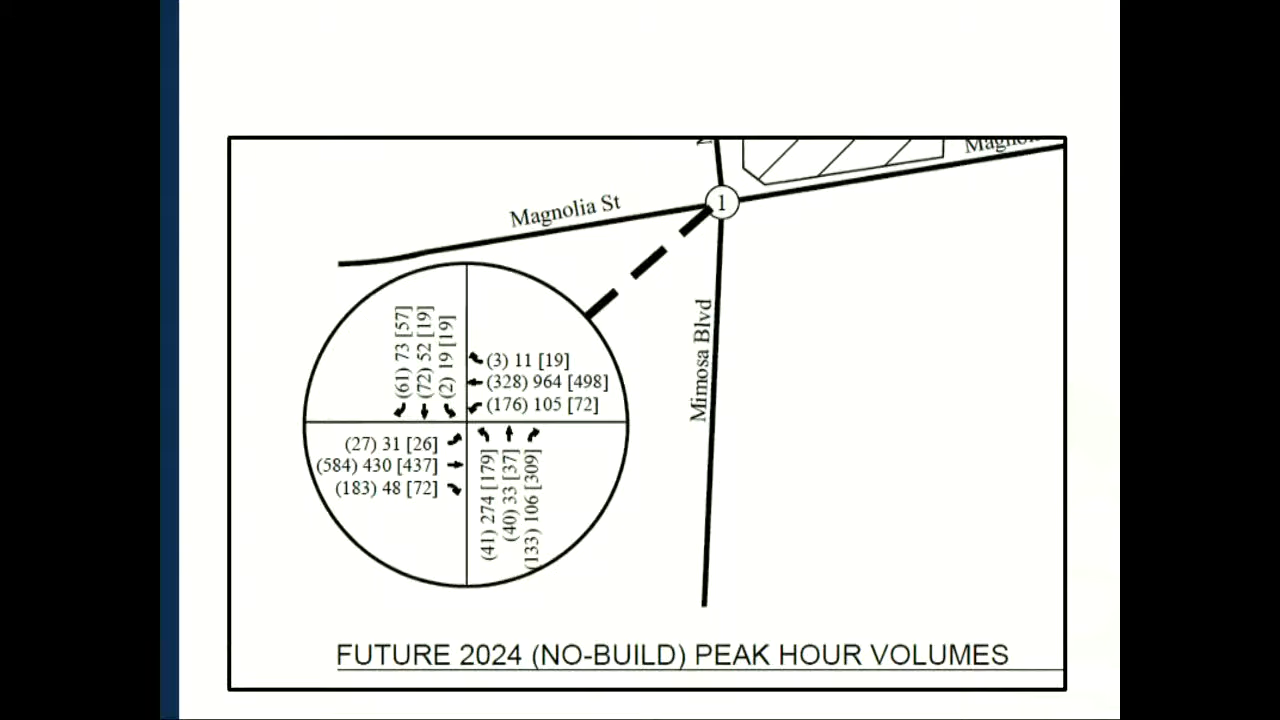 Magnolia St
1
Mimosa Blvd
(61) 73 [57]
(72) 52 [19]
(2) 19 [19]
(3) 11 [19]
(328) 964 [498]
(176) 105 [72]
(27) 31 [26]
(584) 430 [437]
(183) 48 [72]
(41) 274 [179]
(40) 33 [37]
(133) 106 [309]
FUTURE 2024 (NO-BUILD) PEAK HOUR VOLUMES